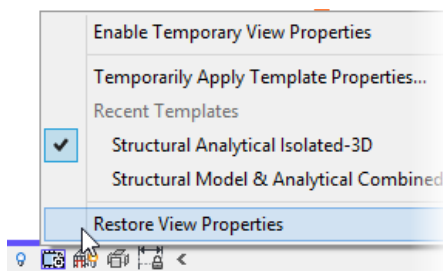 Enable Temporary View Properties
Temporarily Apply Template Properties...
Recent Templates
Structural Analytical Isolated-3D
Structural Model & Analytical Combined
Restore View Properties